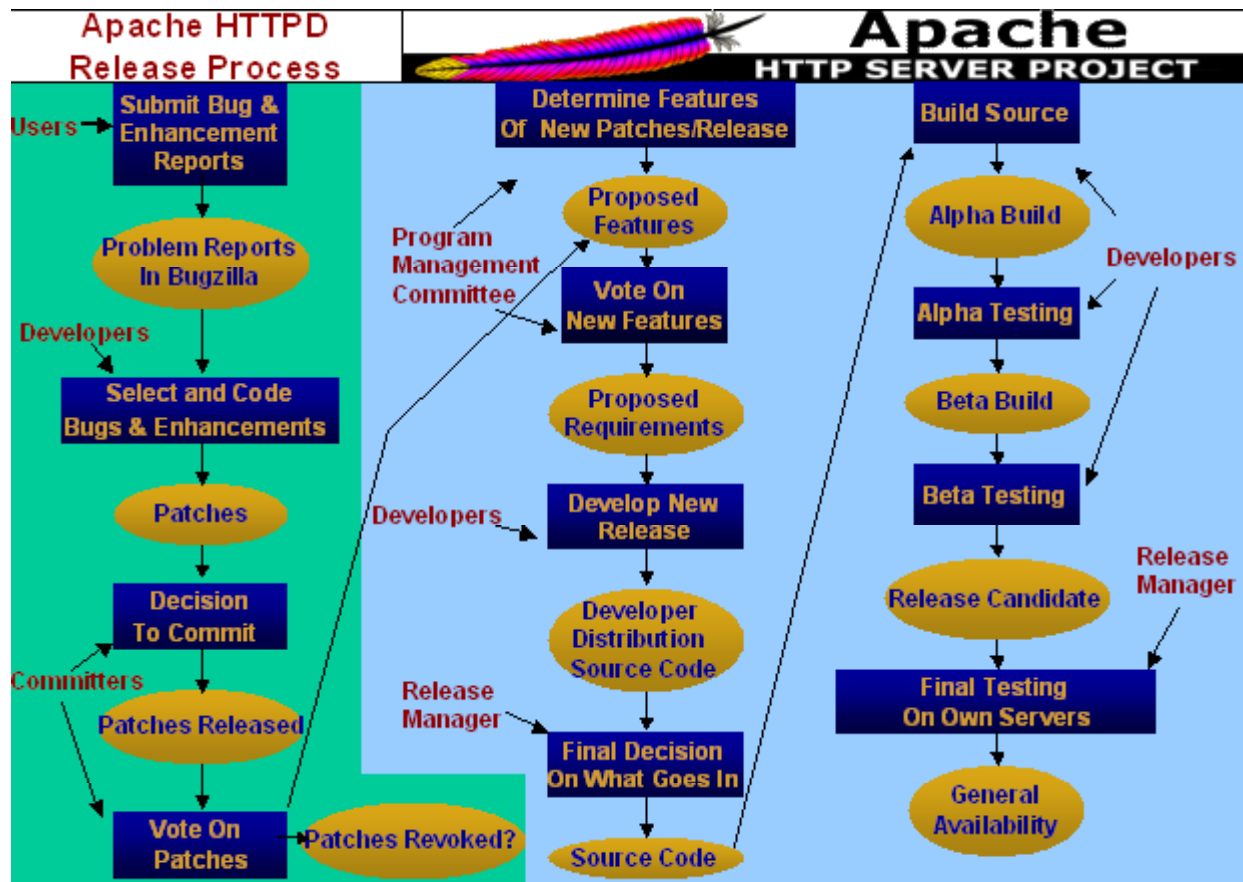 Apache HTTPD
Release Process
Apache
HTTP SERVER PROJECT
Users
Submit Bug &
Enhancement
Reports
Problem Reports
In Bugzilla
Developers
Select and Code
Bugs & Enhancements
Patches
Decision
To Commit
Committers
Patches Released
Vote On
Patches
Patches Revoked?
Determine Features
Of New Patches/Release
Proposed
Features
Program
Management
Committee
Vote On
New Features
Proposed
Requirements
Developers
Develop New
Release
Developer
Distribution
Source Code
Release
Manager
Final Decision
On What Goes In
Source Code
Build Source
Alpha Build
Developers
Alpha Testing
Beta Build
Beta Testing
Release
Manager
Release Candidate
Final Testing
On Own Servers
General
Availability